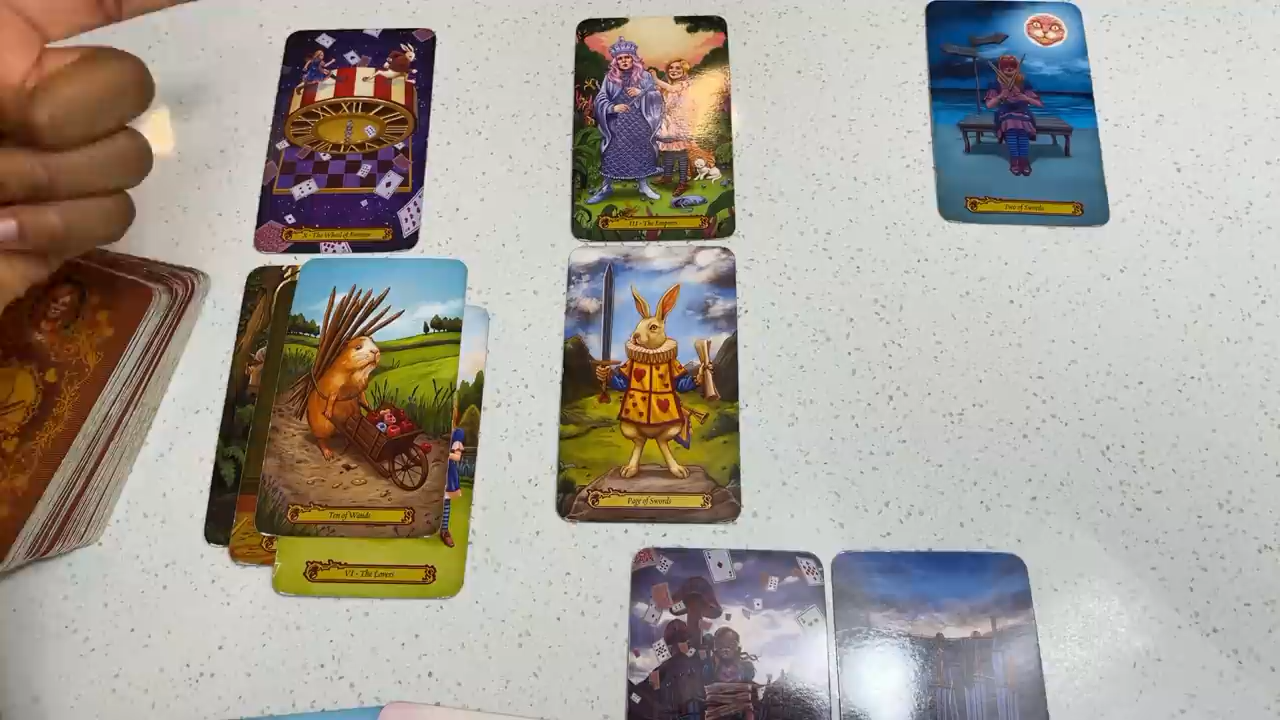 X · The Wheel of Fortune
III · The Empress
Two of Swords
Ten of Wands
Page of Swords
VI · The Lovers